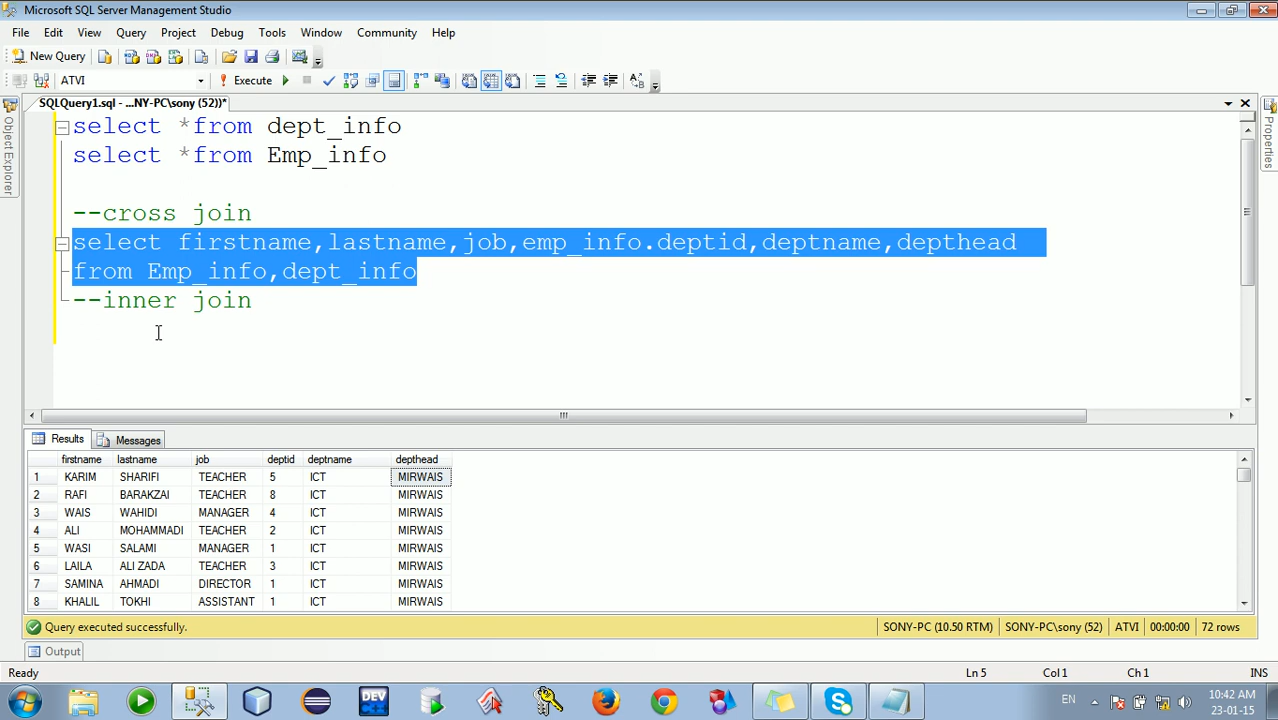 Microsoft SQL Server Management Studio
File Edit View Query Project Debug Tools Window Community Help
New Query
ATVI Execute
SQLQuery1.sql - ...NY-PC\sony (52))*
Object Explorer
Properties
select *from dept_info
select *from Emp_info
--cross join
select firstname,lastname,job,emp_info.deptid,deptname,depthead
from Emp_info,dept_info
--inner join
Results Messages
firstname lastname job deptid deptname depthead
1 KARIM SHARIFI TEACHER 5 ICT MIRWAIS
2 RAFI BARAKZAI TEACHER 8 ICT MIRWAIS
3 WAIS WAHIDI MANAGER 4 ICT MIRWAIS
4 ALI MOHAMMADI TEACHER 2 ICT MIRWAIS
5 WASI SALAMI MANAGER 1 ICT MIRWAIS
6 LAILA ALI ZADA TEACHER 3 ICT MIRWAIS
7 SAMINA AHMADI DIRECTOR 1 ICT MIRWAIS
8 KHALIL TOKHI ASSISTANT 1 ICT MIRWAIS
Query executed successfully. SONY-PC (10.50 RTM) SONY-PC\sony (52) ATVI 00:00:00 72 rows
Output
Ready Ln 5 Col 1 Ch 1 INS
DEV EN 10:42 AM
23-01-15